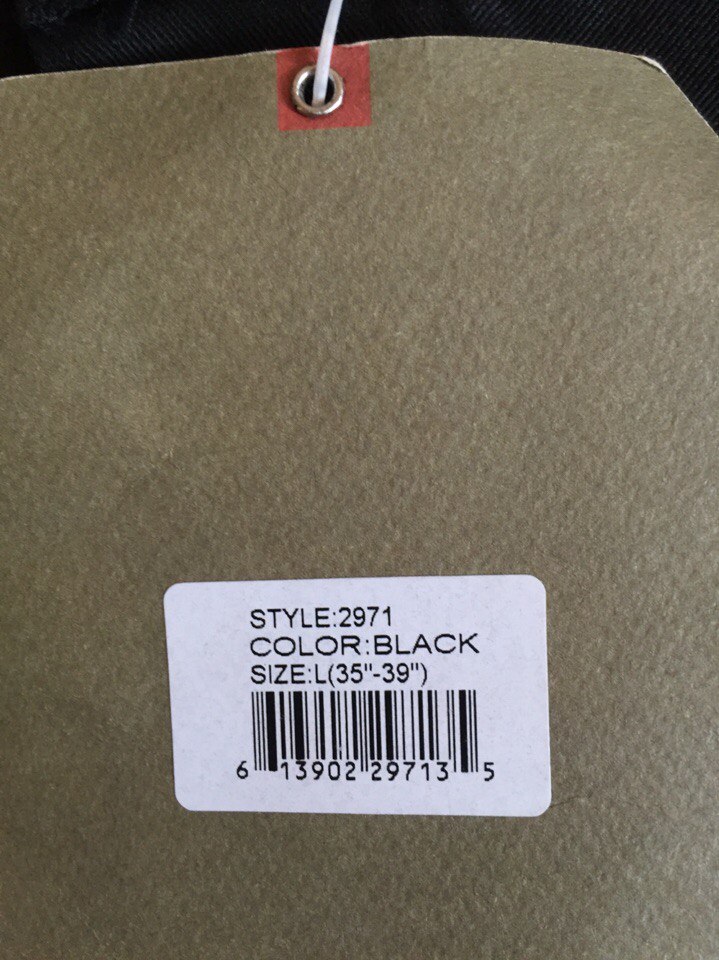 STYLE:2971
COLOR:BLACK
SIZE:L(35"-39")
6 13902 29713 5